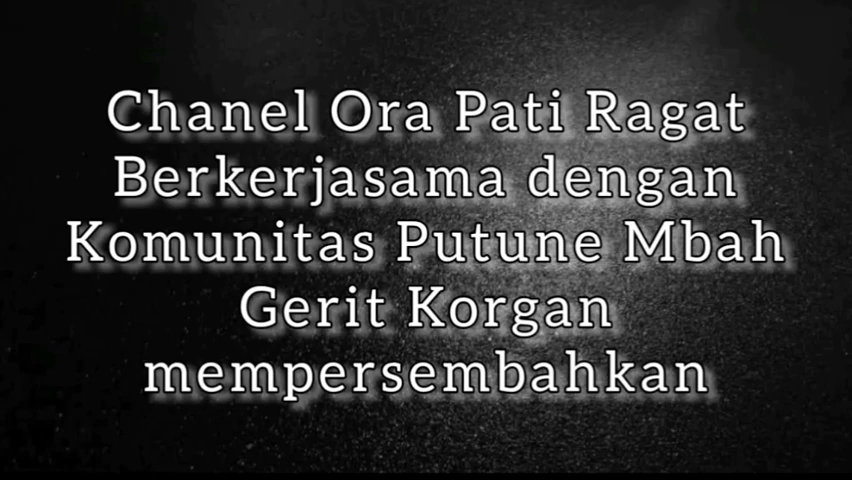 Chanel Ora Pati Ragat
Berkerjasama dengan
Komunitas Putune Mbah
Gerit Korgan
mempersembahkan